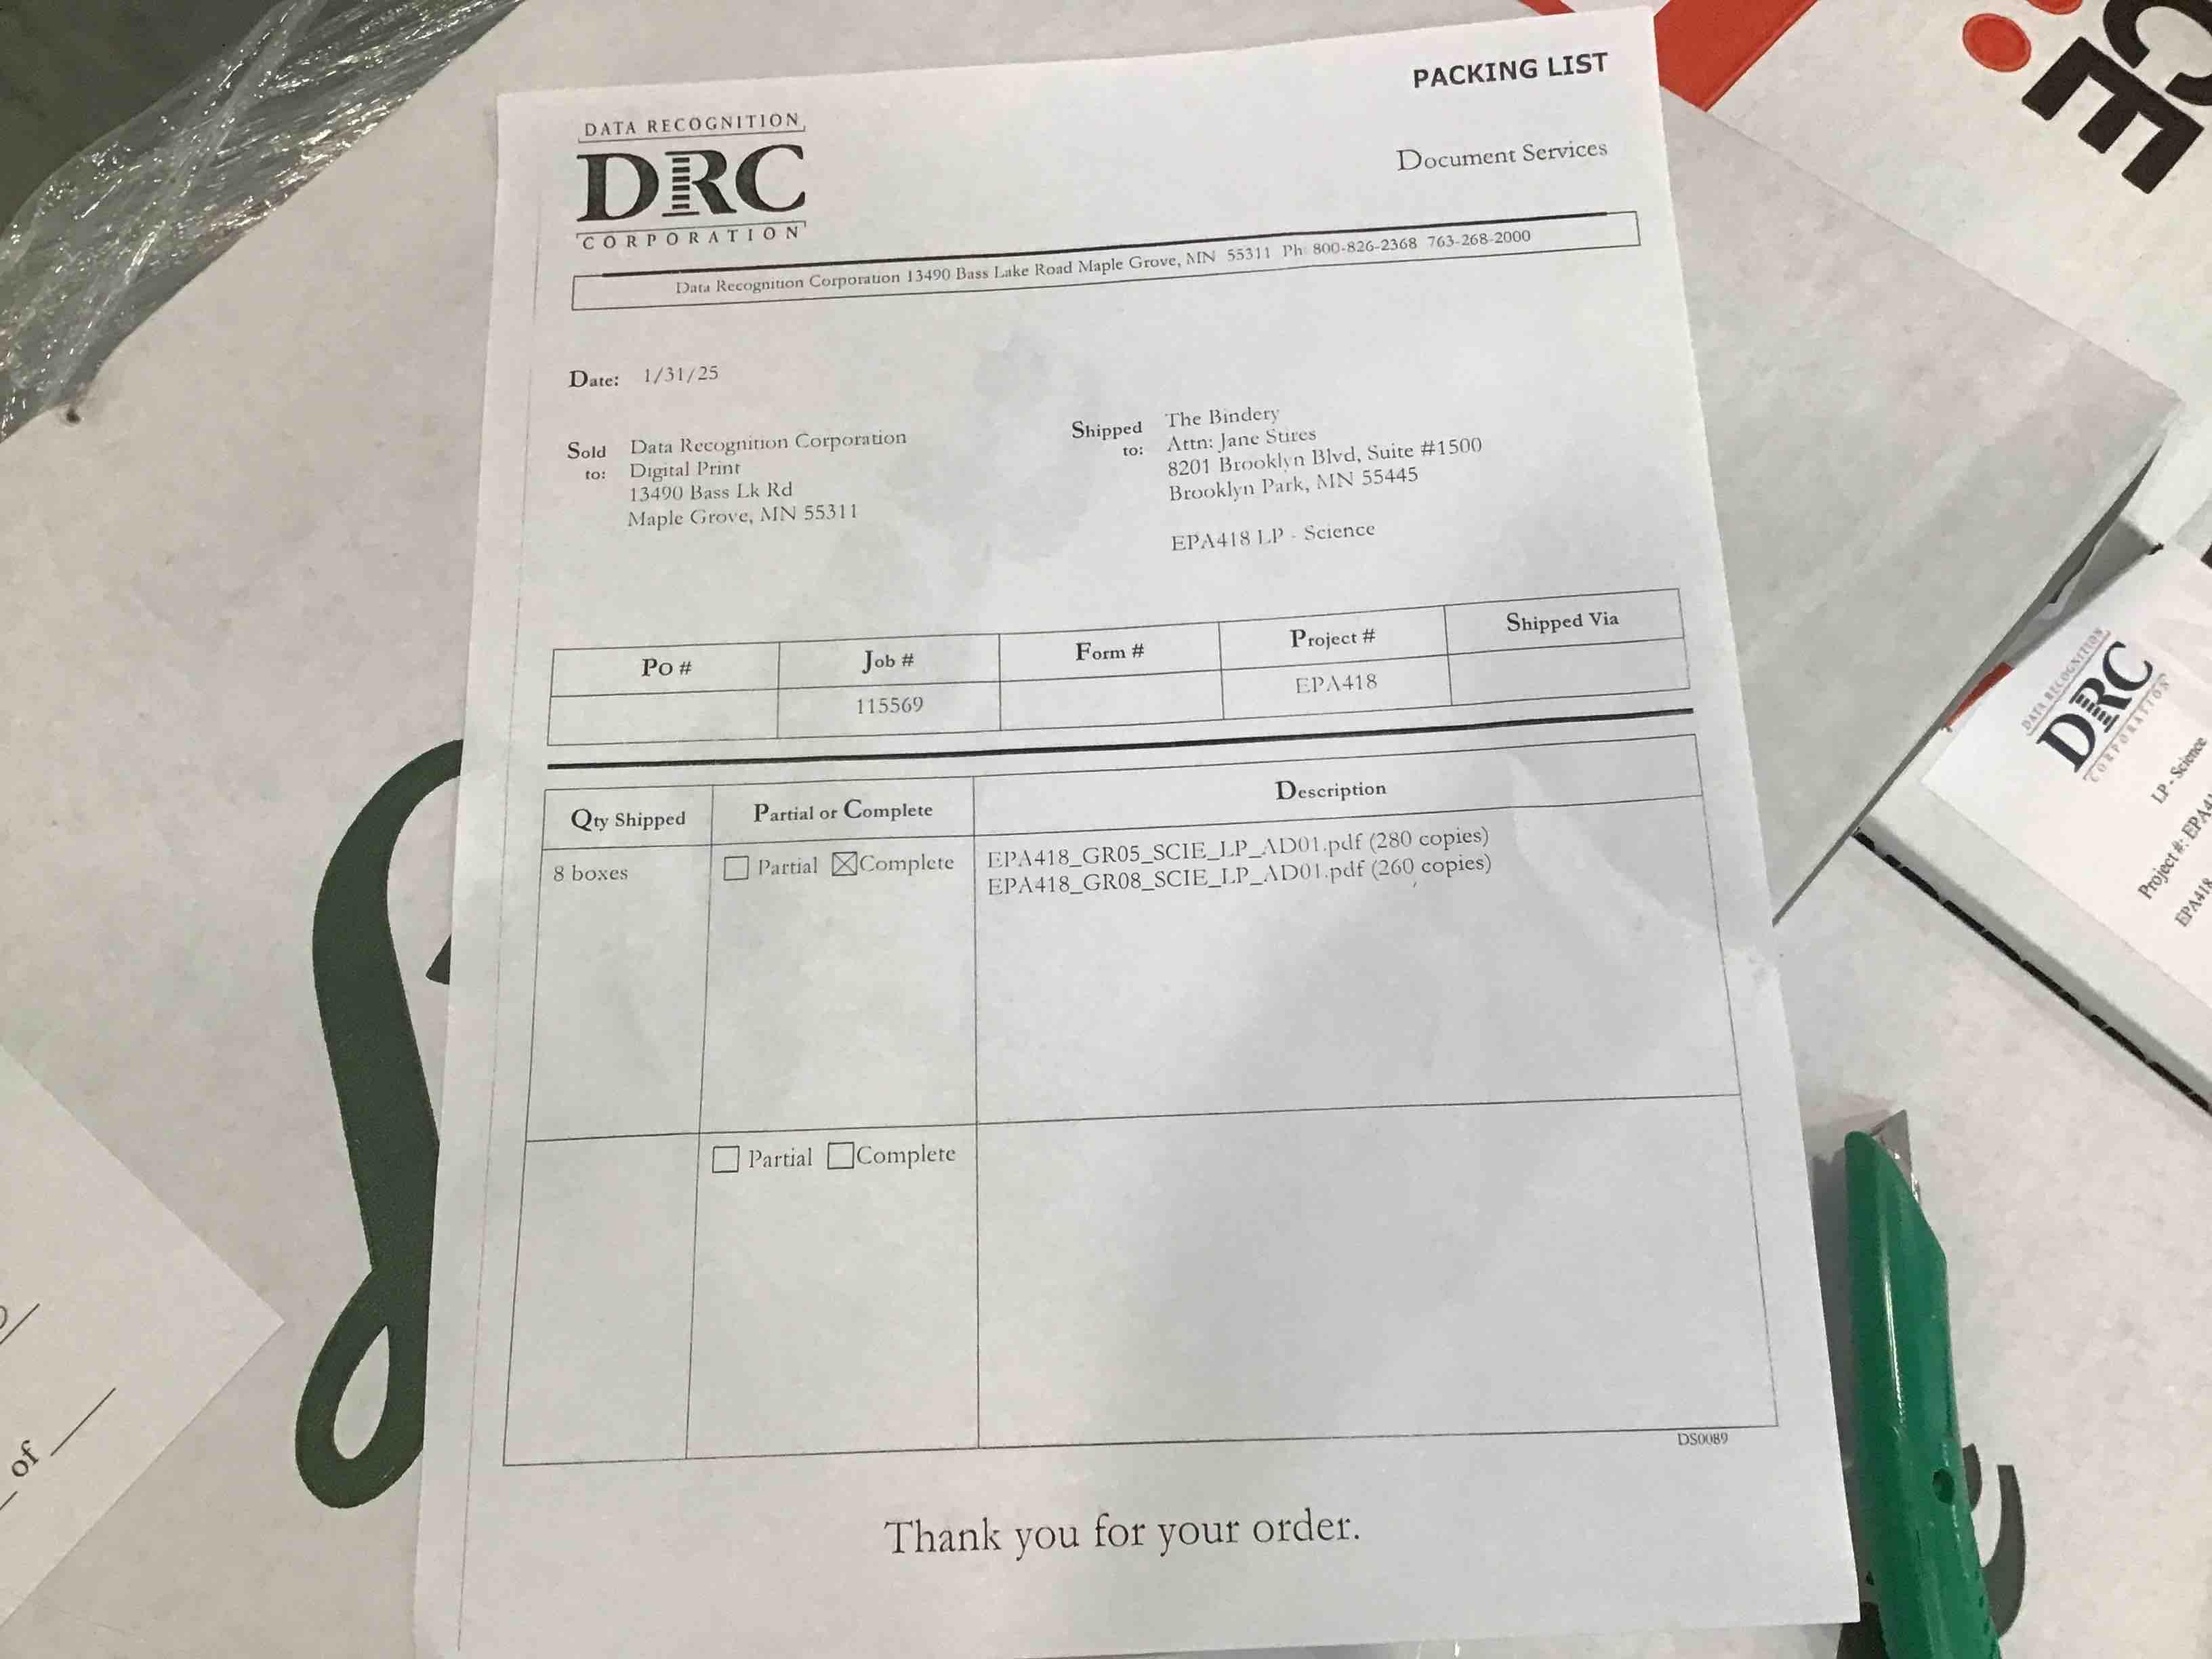 PACKING LIST
DATA RECOGNITION
DRC
CORPORATION
Document Services
Data Recognition Corporation 13490 Bass Lake Road Maple Grove, MN 55311 Ph: 800-826-2368 763-268-2000
Date: 1/31/25
Sold to:
Data Recognition Corporation
Digital Print
13490 Bass Lk Rd
Maple Grove, MN 55311
Shipped to:
The Bindery
Attn: Jane Stires
8201 Brooklyn Blvd, Suite #1500
Brooklyn Park, MN 55445
EPA418 LP - Science
PO # Job # Form # Project # Shipped Via
115569 EPA418
Qty Shipped Partial or Complete Description
8 boxes Partial Complete EPA418_GR05_SCIE_LP_AD01.pdf (280 copies)
EPA418_GR08_SCIE_LP_AD01.pdf (260 copies)
Partial Complete
DS0089
Thank you for your order.
DATA RECOGNITION
DRC
CORPORATION
LP - Science
Project #: EPA4
EPA418
of
CE